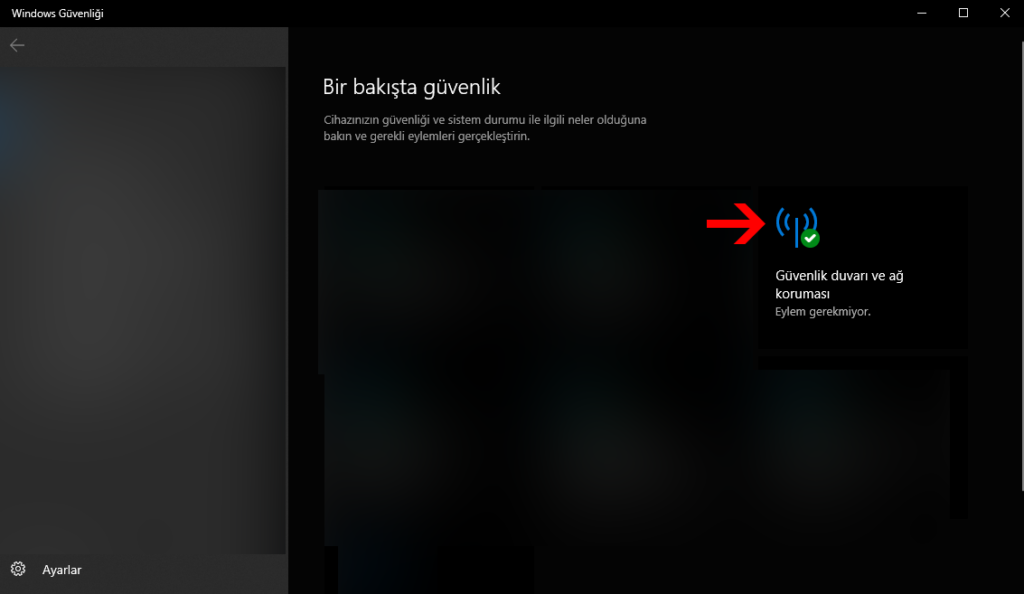 Windows Güvenliği
Bir bakışta güvenlik
Cihazınızın güvenliği ve sistem durumu ile ilgili neler olduğuna
bakın ve gerekli eylemleri gerçekleştirin.
Güvenlik duvarı ve ağ
koruması
Eylem gerekmiyor.
Ayarlar